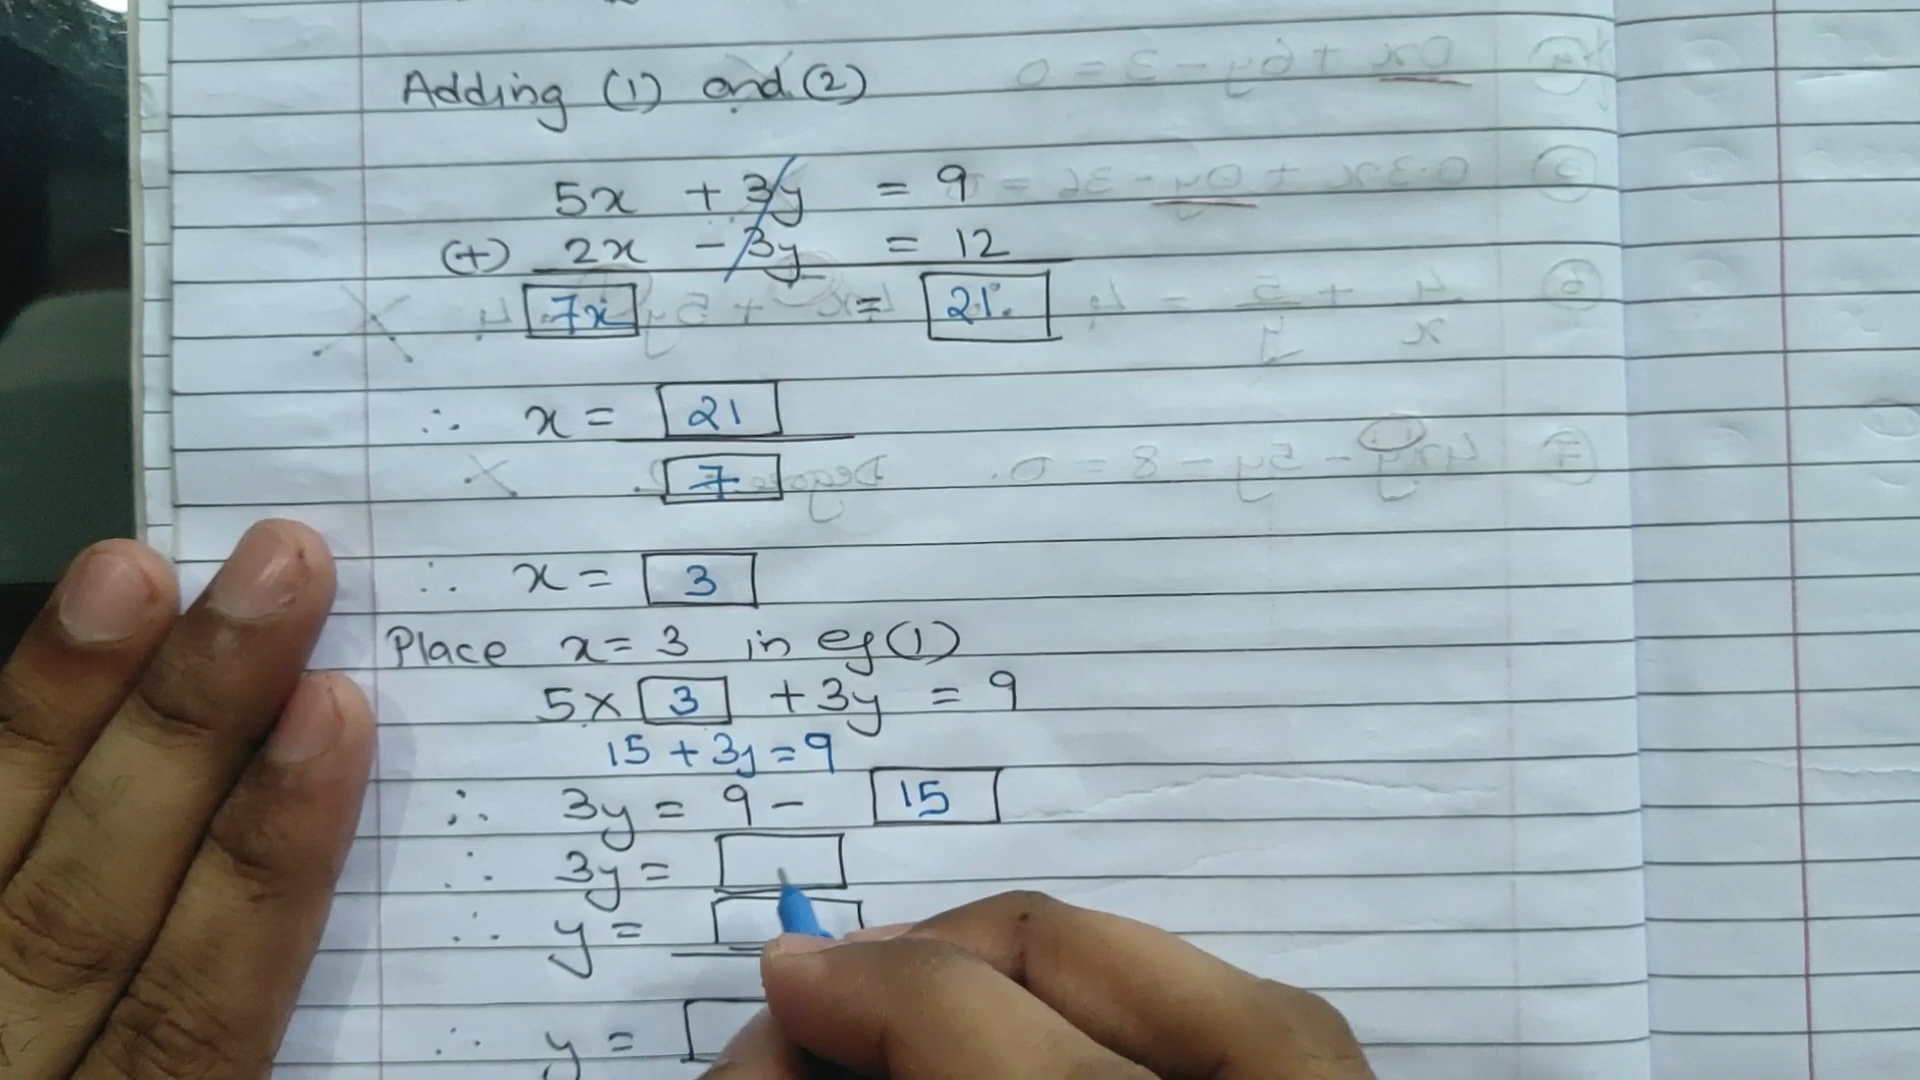 Adding (1) and (2)
5x + 3y = 9
(+) 2x - 3y = 12
7x = 21
∴ x = 21
7
∴ x = 3
Place x = 3 in eq (1)
5 x 3 + 3y = 9
15 + 3y = 9
∴ 3y = 9 - 15
∴ 3y =
∴ y =
∴ y =